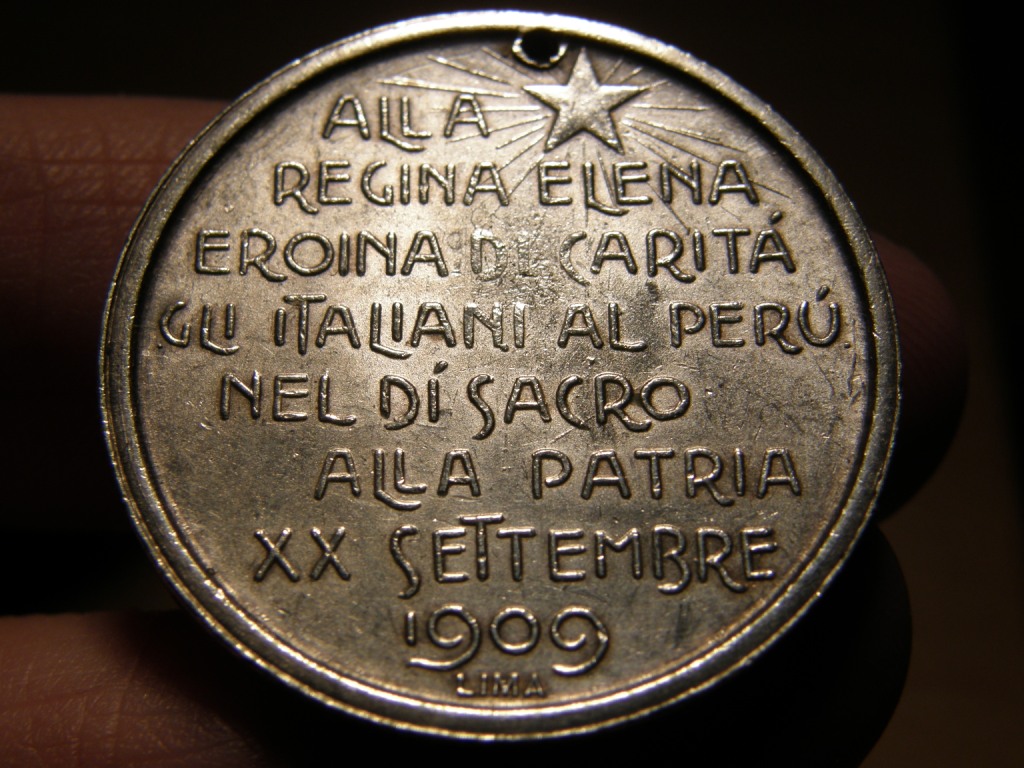 ALLA
REGINA ELENA
EROINA DI CARITÁ
GLI ITALIANI AL PERÚ
NEL DÍ SACRO
ALLA PATRIA
XX SETTEMBRE
1909
LIMA